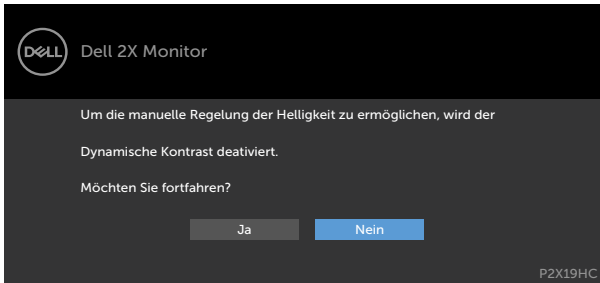 DELL
Dell 2X Monitor
Um die manuelle Regelung der Helligkeit zu ermöglichen, wird der
Dynamische Kontrast deativiert.
Möchten Sie fortfahren?
Ja Nein
P2X19HC